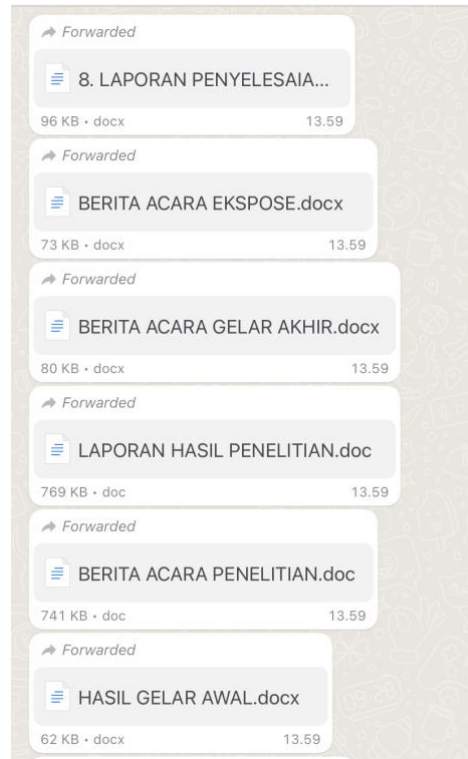 Forwarded
8. LAPORAN PENYELESAIA...
96 KB • docx 13.59
Forwarded
BERITA ACARA EKSPOSE.docx
73 KB • docx 13.59
Forwarded
BERITA ACARA GELAR AKHIR.docx
80 KB • docx 13.59
Forwarded
LAPORAN HASIL PENELITIAN.doc
769 KB • doc 13.59
Forwarded
BERITA ACARA PENELITIAN.doc
741 KB • doc 13.59
Forwarded
HASIL GELAR AWAL.docx
62 KB • docx 13.59